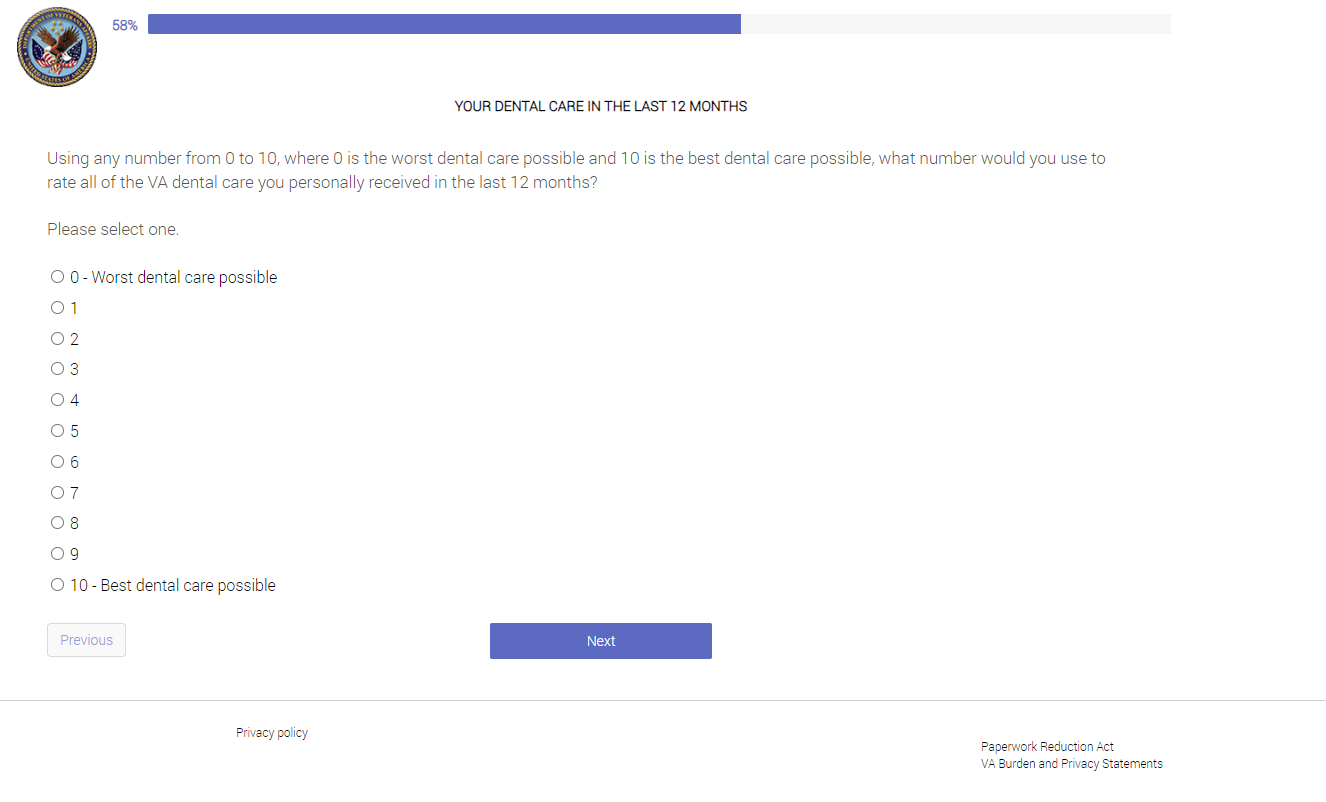 58%
YOUR DENTAL CARE IN THE LAST 12 MONTHS
Using any number from 0 to 10, where 0 is the worst dental care possible and 10 is the best dental care possible, what number would you use to
rate all of the VA dental care you personally received in the last 12 months?
Please select one.
0 - Worst dental care possible
1
2
3
4
5
6
7
8
9
10 - Best dental care possible
Previous
Next
Privacy policy
Paperwork Reduction Act
VA Burden and Privacy Statements